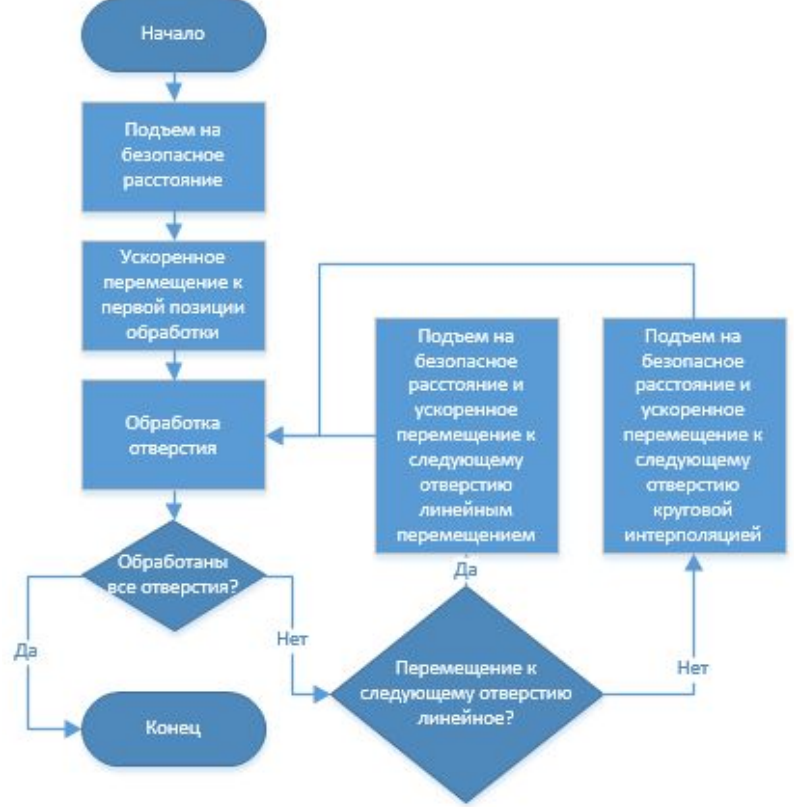 Начало
Подъем на
безопасное
расстояние
Ускоренное
перемещение к
первой позиции
обработки
Обработка
отверстия
Обработаны
все отверстия?
Да
Конец
Нет
Перемещение к
следующему отверстию
линейное?
Да
Подъем на
безопасное
расстояние и
ускоренное
перемещение к
следующему
отверстию
линейным
перемещением
Нет
Подъем на
безопасное
расстояние и
ускоренное
перемещение к
следующему
отверстию
круговой
интерполяцией